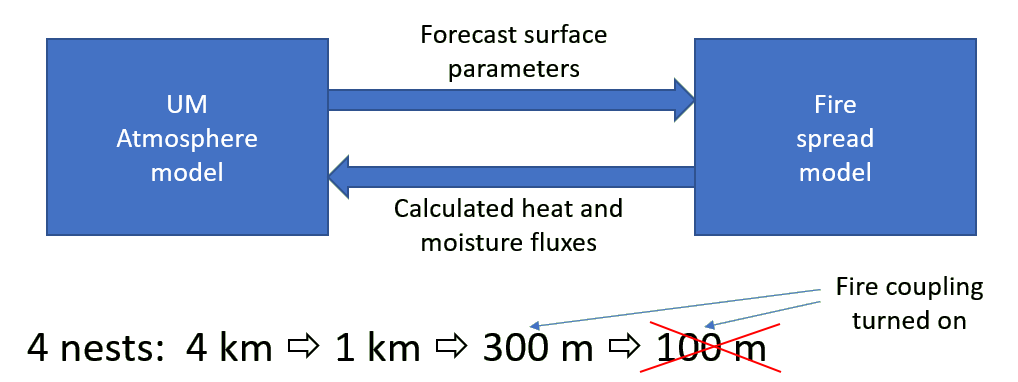 Forecast surface
parameters
UM
Atmosphere
model
Fire
spread
model
Calculated heat and
moisture fluxes
Fire coupling
turned on
4 nests: 4 km ⇨ 1 km ⇨ 300 m ⇨ 100 m